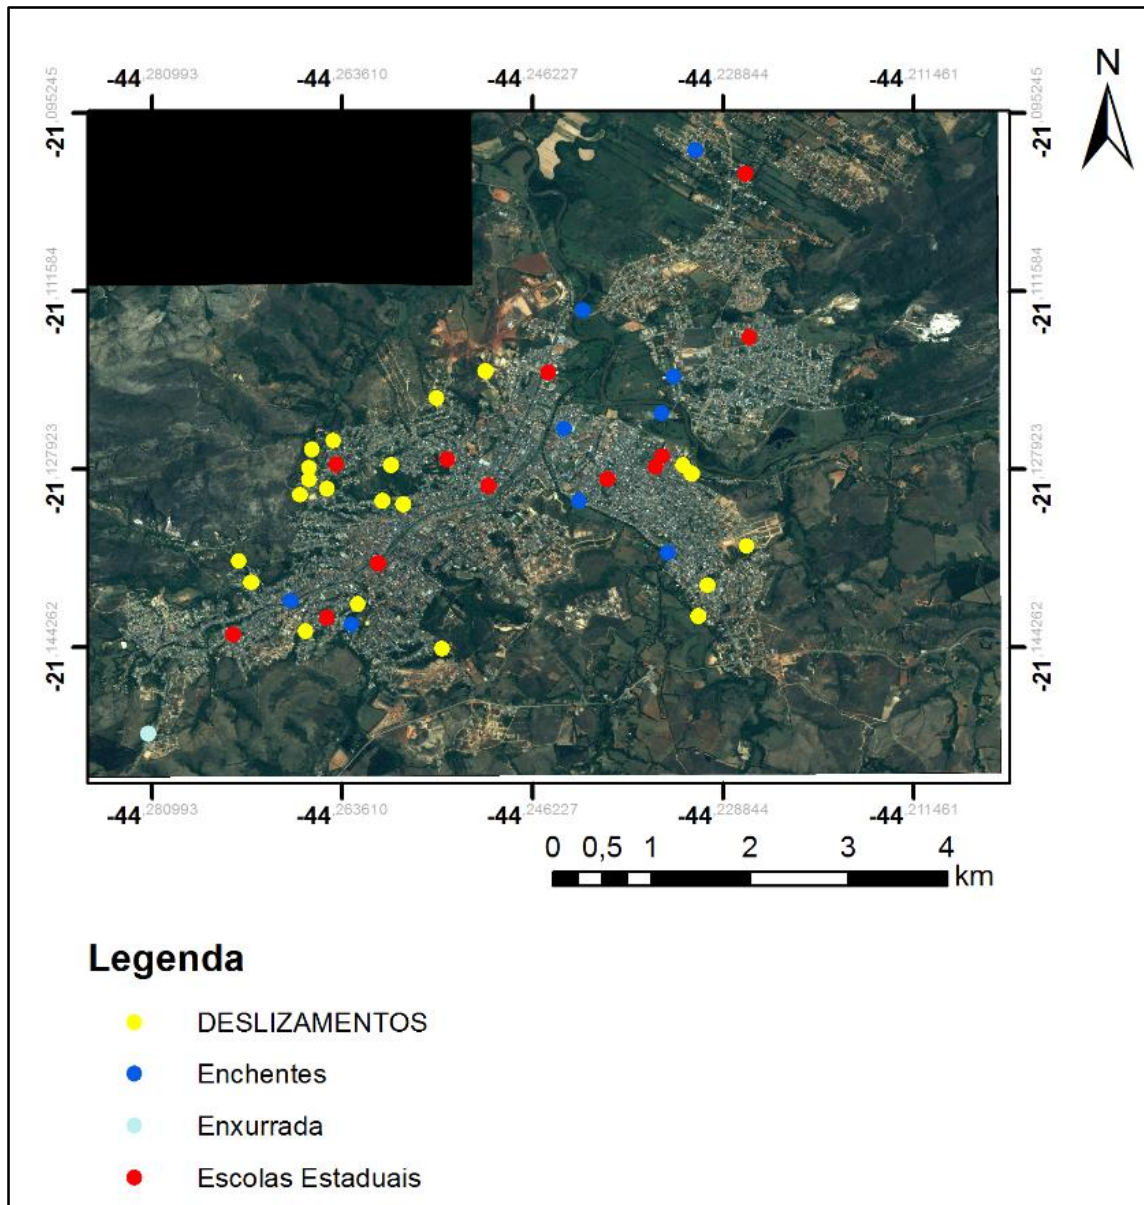 N
-44,280993 -44,263610 -44,246227 -44,228844 -44,211461
-21,095245 -21,095245
-21,111584 -21,111584
-21,127923 -21,127923
-21,144262 -21,144262
-44,280993 -44,263610 -44,246227 -44,228844 -44,211461
0 0,5 1 2 3 4
km
Legenda
DESLIZAMENTOS
Enchentes
Enxurrada
Escolas Estaduais